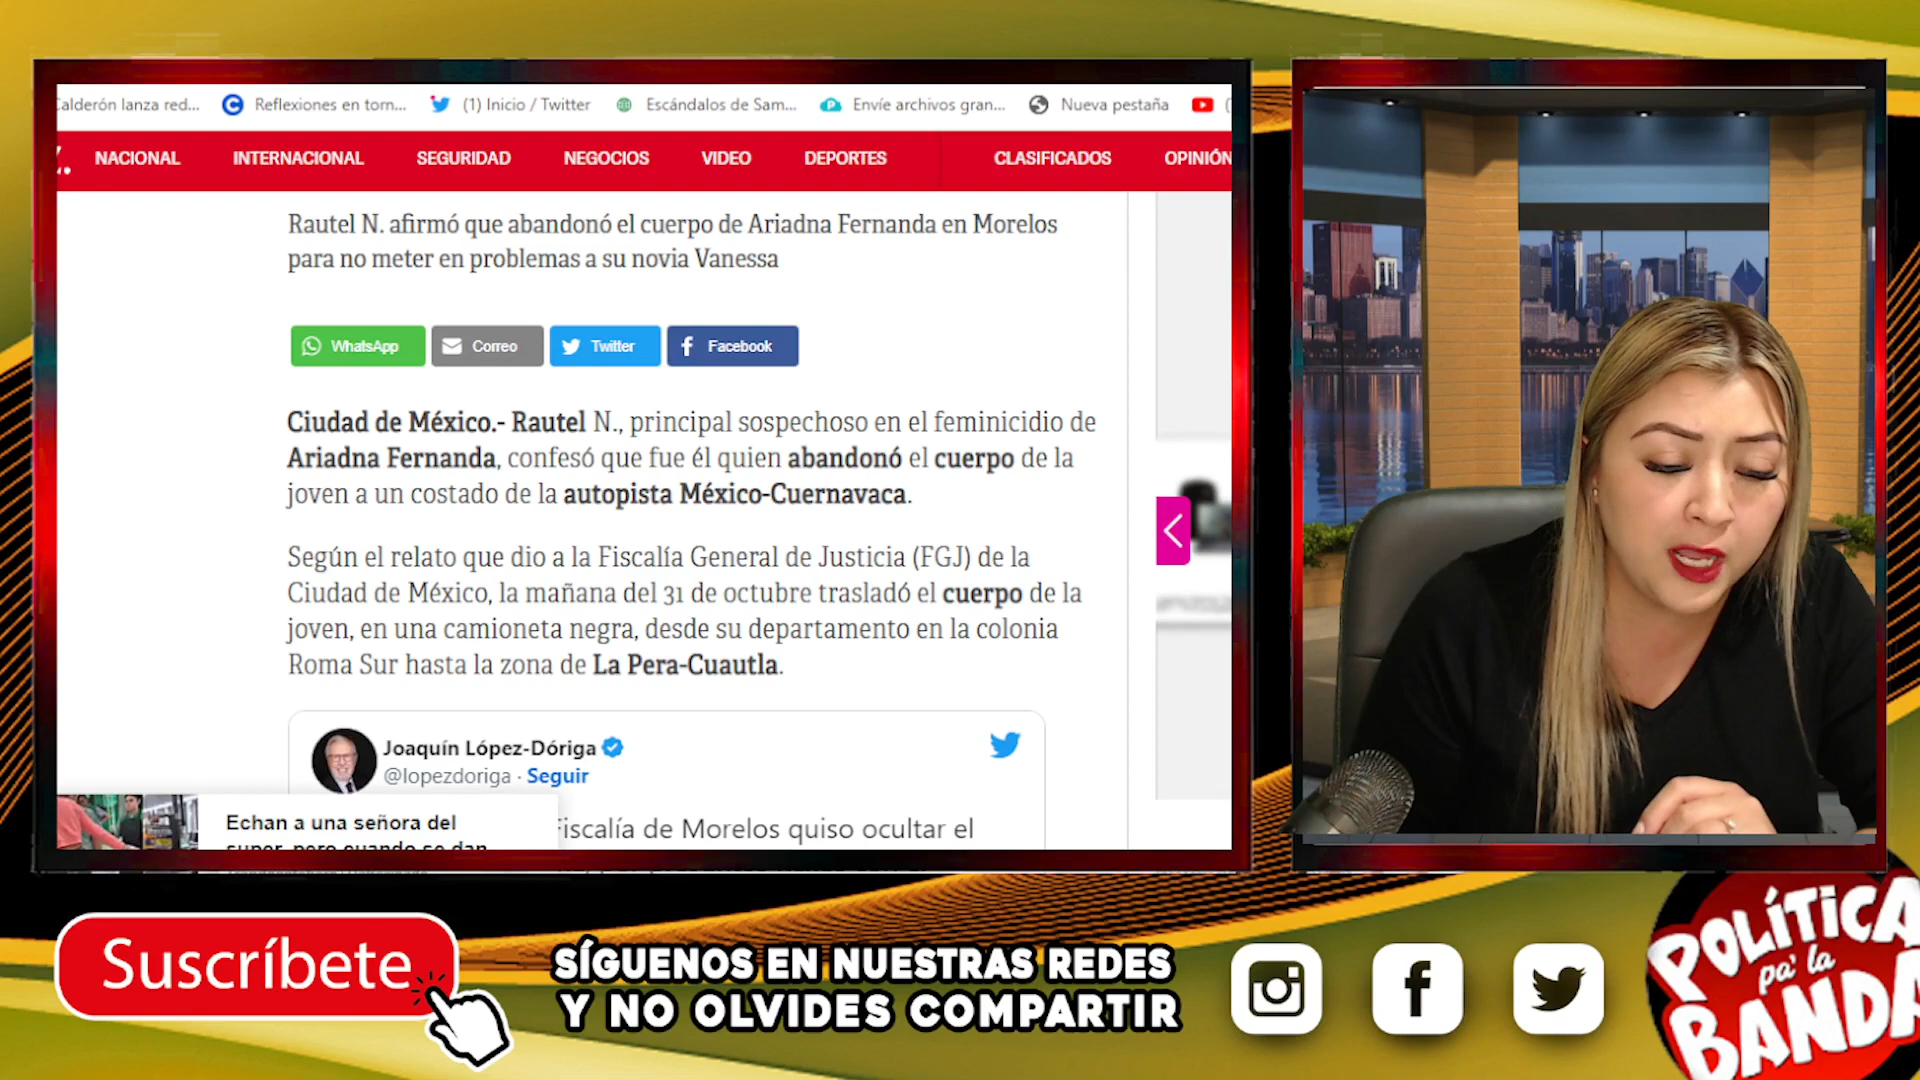 Calderón lanza red...
Reflexiones en torn...
(1) Inicio / Twitter
Escándalos de Sam...
Envíe archivos gran...
Nueva pestaña
NACIONAL
INTERNACIONAL
SEGURIDAD
NEGOCIOS
VIDEO
DEPORTES
CLASIFICADOS
OPINIÓN
Rautel N. afirmó que abandonó el cuerpo de Ariadna Fernanda en Morelos
para no meter en problemas a su novia Vanessa
WhatsApp
Correo
Twitter
Facebook
Ciudad de México.- Rautel N., principal sospechoso en el feminicidio de
Ariadna Fernanda, confesó que fue él quien abandonó el cuerpo de la
joven a un costado de la autopista México-Cuernavaca.
Según el relato que dio a la Fiscalía General de Justicia (FGJ) de la
Ciudad de México, la mañana del 31 de octubre trasladó el cuerpo de la
joven, en una camioneta negra, desde su departamento en la colonia
Roma Sur hasta la zona de La Pera-Cuautla.
Joaquín López-Dóriga
@lopezdoriga · Seguir
Fiscalía de Morelos quiso ocultar el
Echan a una señora del
super, pero cuando se dan
Suscríbete
SÍGUENOS EN NUESTRAS REDES
Y NO OLVIDES COMPARTIR
POLÍTICA
pa' la
BANDA